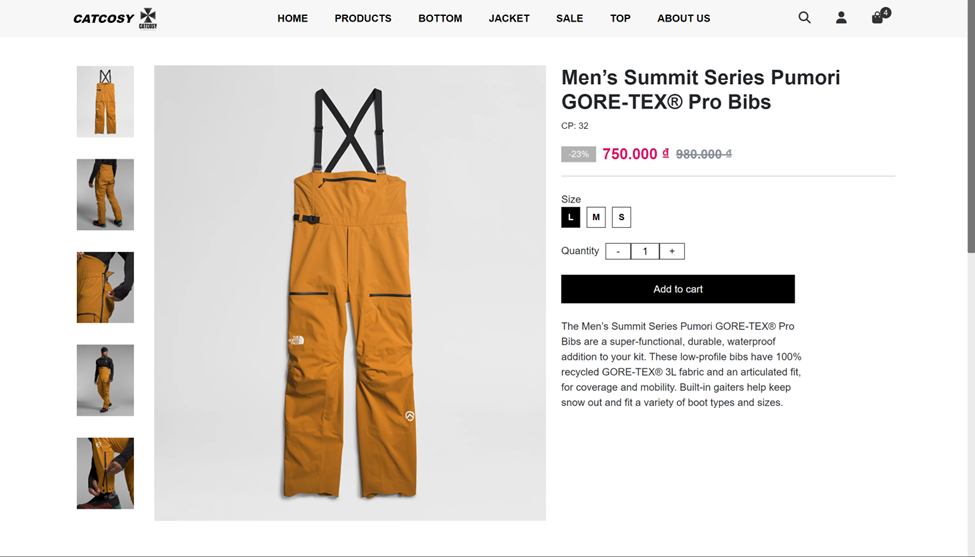 CATCOSY
CATCOSY
HOME PRODUCTS BOTTOM JACKET SALE TOP ABOUT US
4
Men’s Summit Series Pumori
GORE-TEX® Pro Bibs
CP: 32
-23% 750.000 ₫ 980.000 ₫
Size
L M S
Quantity - 1 +
Add to cart
The Men’s Summit Series Pumori GORE-TEX® Pro
Bibs are a super-functional, durable, waterproof
addition to your kit. These low-profile bibs have 100%
recycled GORE-TEX® 3L fabric and an articulated fit,
for coverage and mobility. Built-in gaiters help keep
snow out and fit a variety of boot types and sizes.